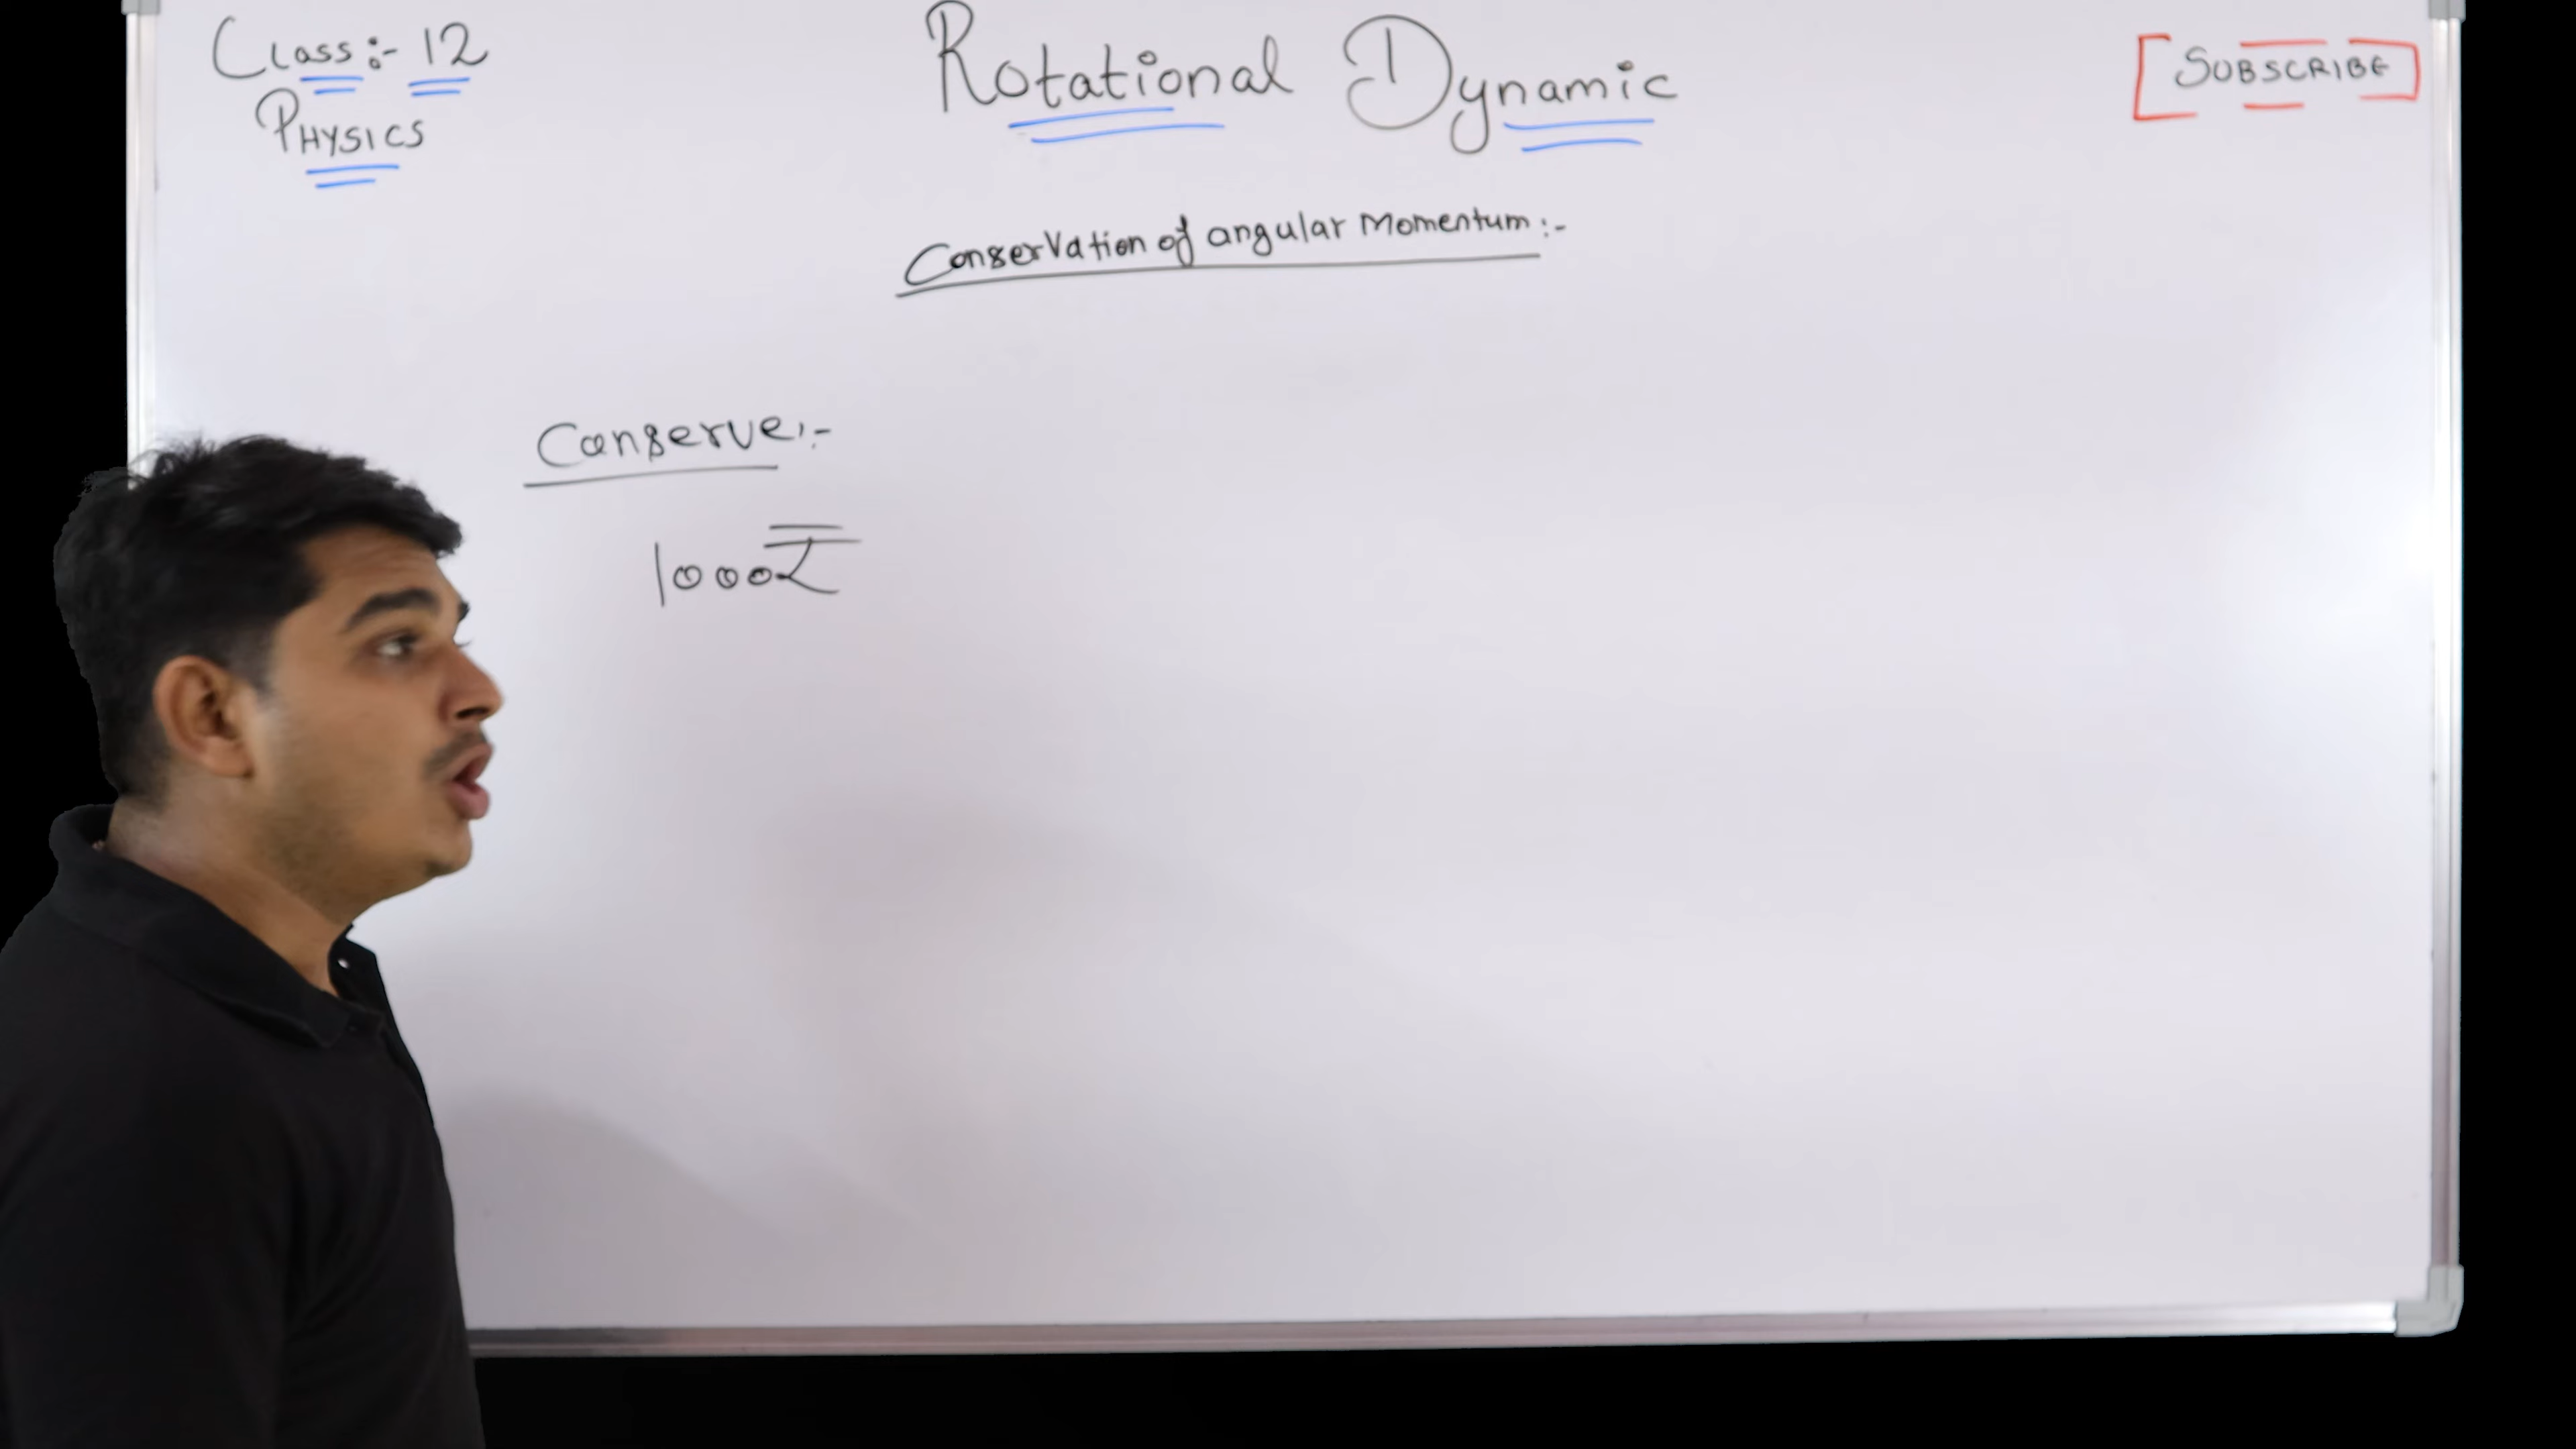 Class:- 12
PHYSICS
Rotational Dynamic
SUBSCRIBE
Conservation of angular Momentum:-
Conserve:-
1000₹